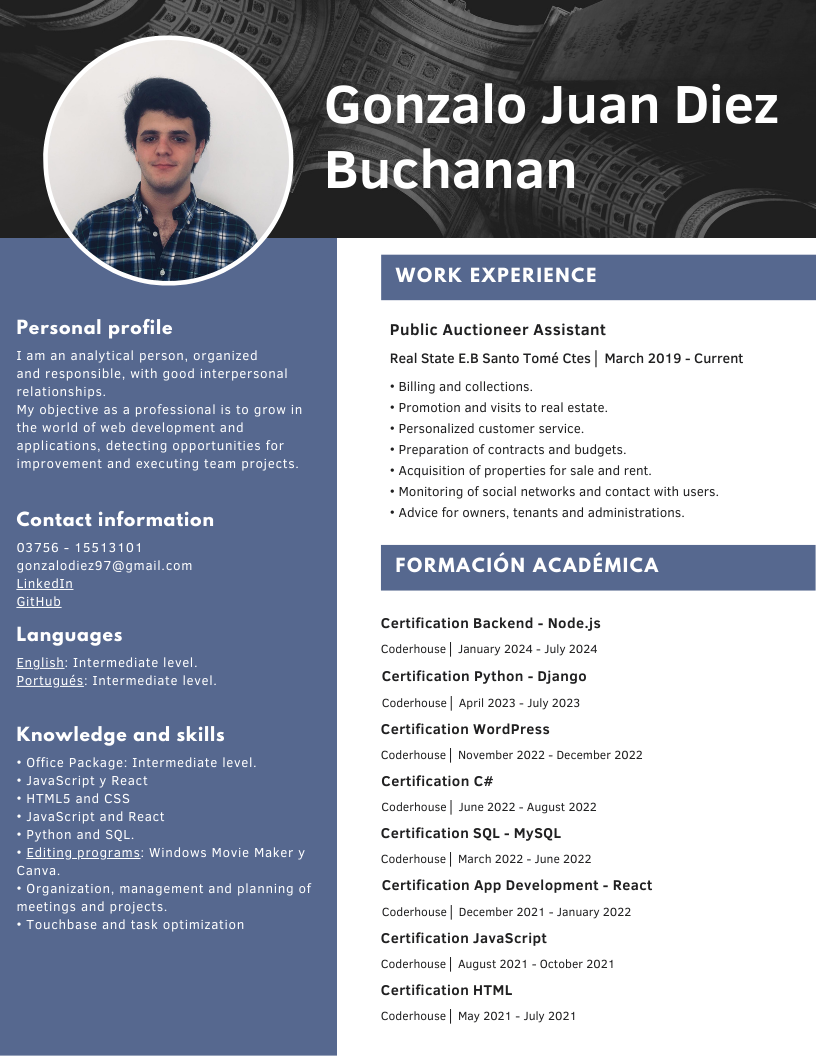 Gonzalo Juan Diez
Buchanan
Personal profile
I am an analytical person, organized
and responsible, with good interpersonal
relationships.
My objective as a professional is to grow in
the world of web development and
applications, detecting opportunities for
improvement and executing team projects.
Contact information
03756 - 15513101
gonzalodiez97@gmail.com
LinkedIn
GitHub
Languages
English: Intermediate level.
Portugués: Intermediate level.
Knowledge and skills
• Office Package: Intermediate level.
• JavaScript y React
• HTML5 and CSS
• JavaScript and React
• Python and SQL.
• Editing programs: Windows Movie Maker y
Canva.
• Organization, management and planning of
meetings and projects.
• Touchbase and task optimization
WORK EXPERIENCE
Public Auctioneer Assistant
Real State E.B Santo Tomé Ctes│ March 2019 - Current
• Billing and collections.
• Promotion and visits to real estate.
• Personalized customer service.
• Preparation of contracts and budgets.
• Acquisition of properties for sale and rent.
• Monitoring of social networks and contact with users.
• Advice for owners, tenants and administrations.
FORMACIÓN ACADÉMICA
Certification Backend - Node.js
Coderhouse│ January 2024 - July 2024
Certification Python - Django
Coderhouse│ April 2023 - July 2023
Certification WordPress
Coderhouse│ November 2022 - December 2022
Certification C#
Coderhouse│ June 2022 - August 2022
Certification SQL - MySQL
Coderhouse│ March 2022 - June 2022
Certification App Development - React
Coderhouse│ December 2021 - January 2022
Certification JavaScript
Coderhouse│ August 2021 - October 2021
Certification HTML
Coderhouse│ May 2021 - July 2021